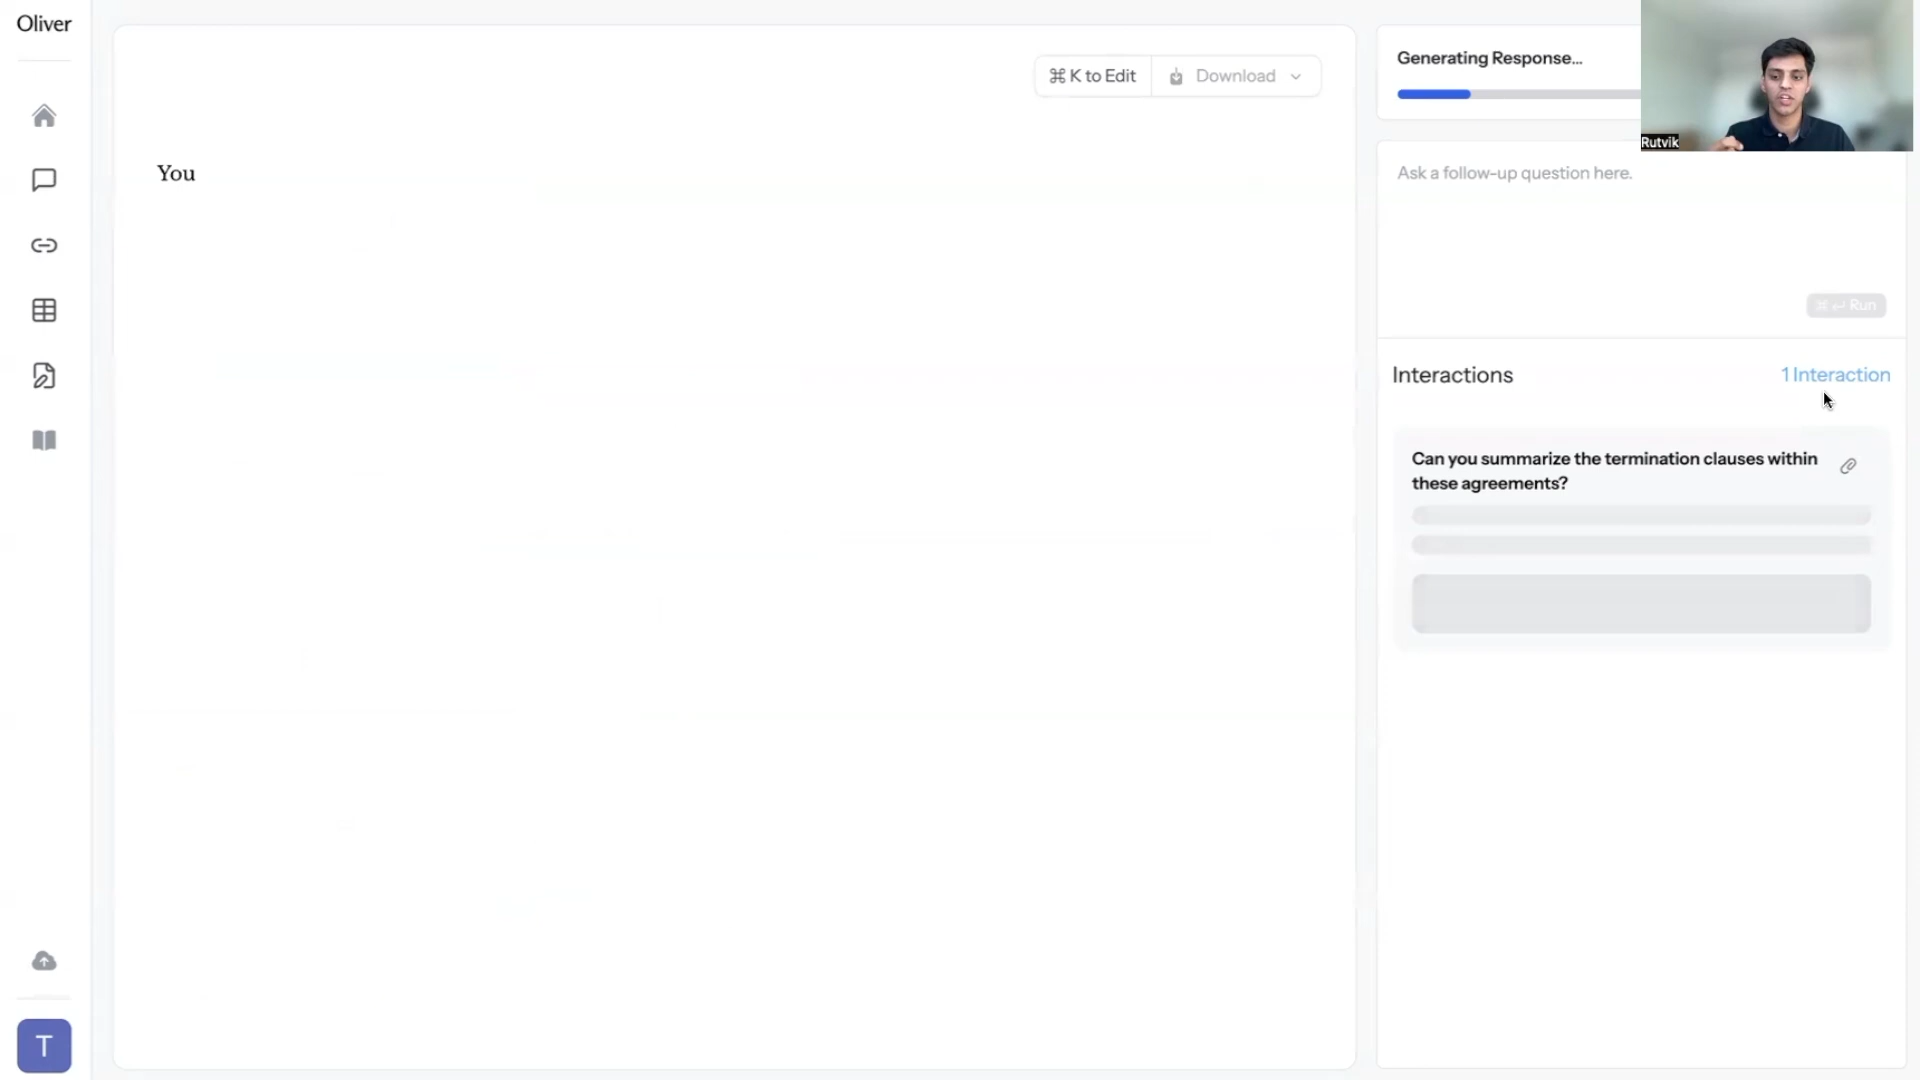 Oliver
⌘ K to Edit
Download
You
Generating Response...
Rutvik
Ask a follow-up question here.
⌘ ↵ Run
Interactions
1 Interaction
Can you summarize the termination clauses within
these agreements?
T